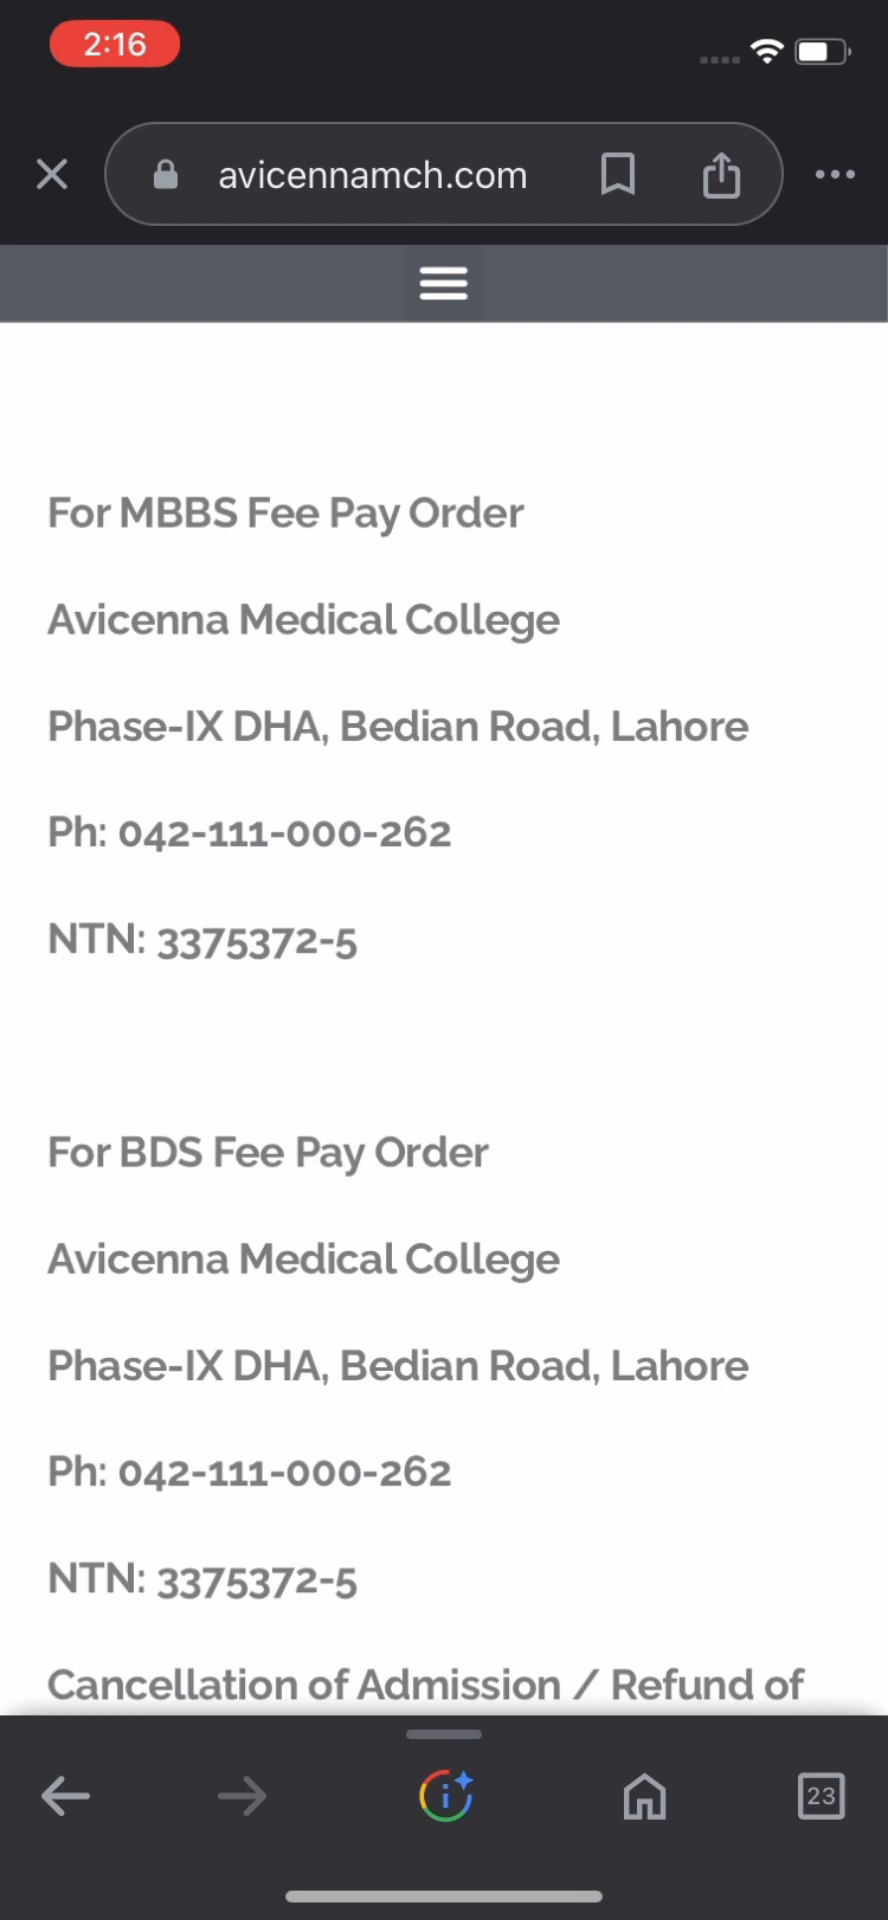 2:16
avicennamch.com
For MBBS Fee Pay Order
Avicenna Medical College
Phase-IX DHA, Bedian Road, Lahore
Ph: 042-111-000-262
NTN: 3375372-5
For BDS Fee Pay Order
Avicenna Medical College
Phase-IX DHA, Bedian Road, Lahore
Ph: 042-111-000-262
NTN: 3375372-5
Cancellation of Admission / Refund of
23